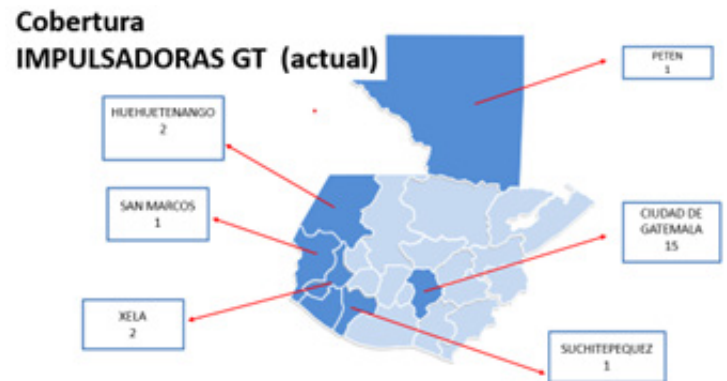 Cobertura
IMPULSADORAS GT (actual)
PETEN
1
HUEHUETENANGO
2
SAN MARCOS
1
CIUDAD DE
GATEMALA
15
XELA
2
SUCHITEPEQUEZ
1